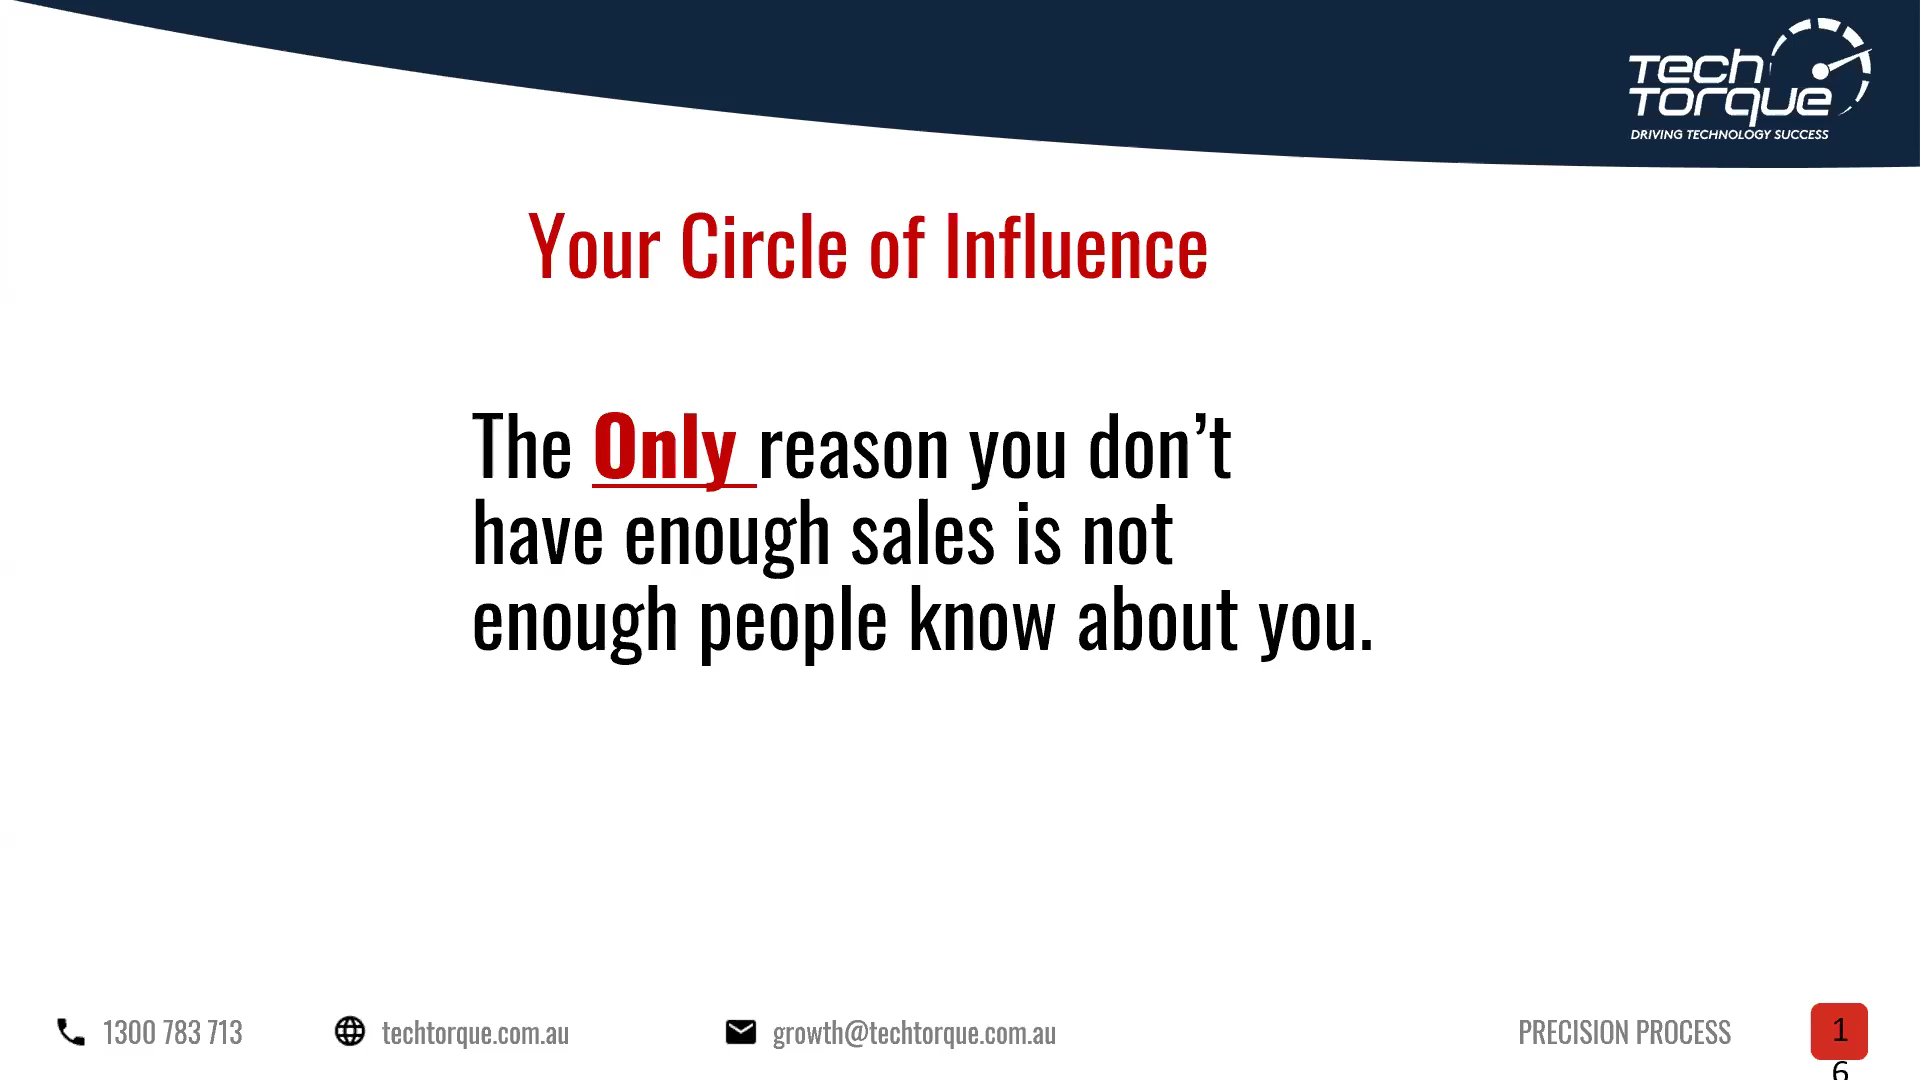 Tech
Torque
DRIVING TECHNOLOGY SUCCESS
Your Circle of Influence
The Only reason you don’t
have enough sales is not
enough people know about you.
1300 783 713
techtorque.com.au
growth@techtorque.com.au
PRECISION PROCESS
1
6